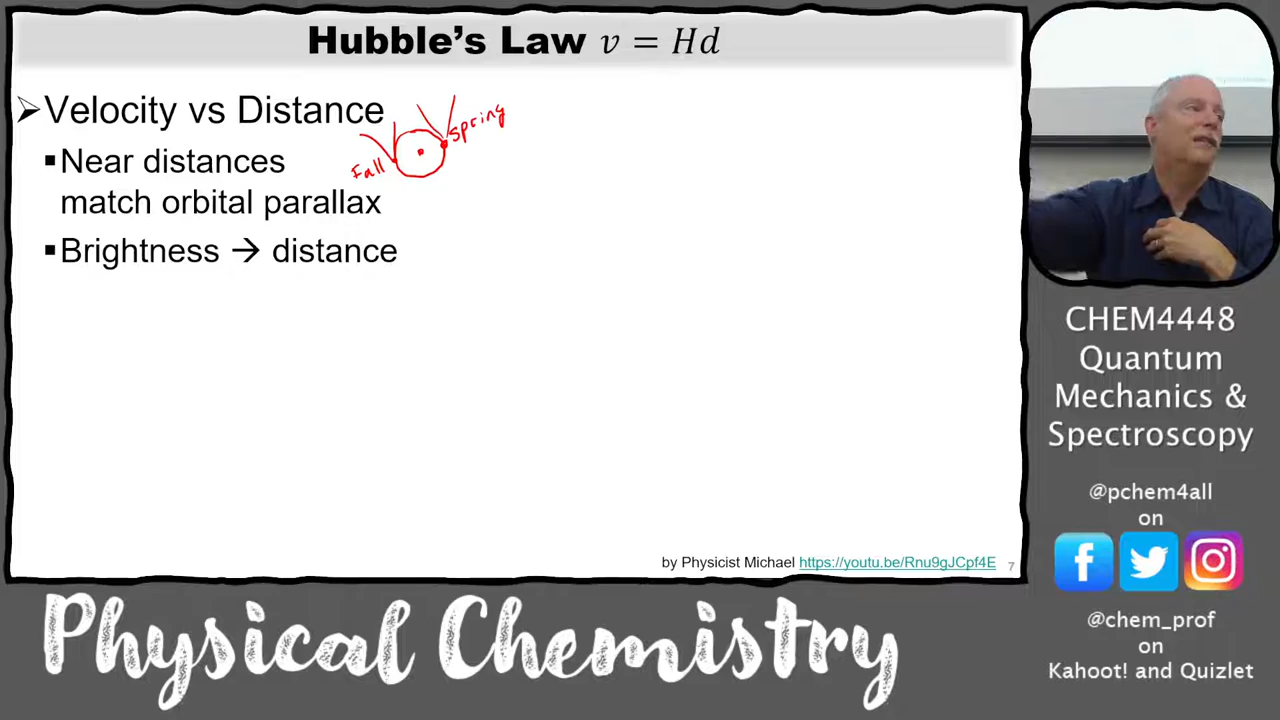 Hubble's Law v = Hd
➢Velocity vs Distance
▪Near distances
match orbital parallax
▪Brightness → distance
Fall
Spring
by Physicist Michael https://youtu.be/Rnu9gJCpf4E
7
CHEM4448
Quantum
Mechanics &
Spectroscopy
@pchem4all
on
@chem_prof
on
Kahoot! and Quizlet
Physical Chemistry